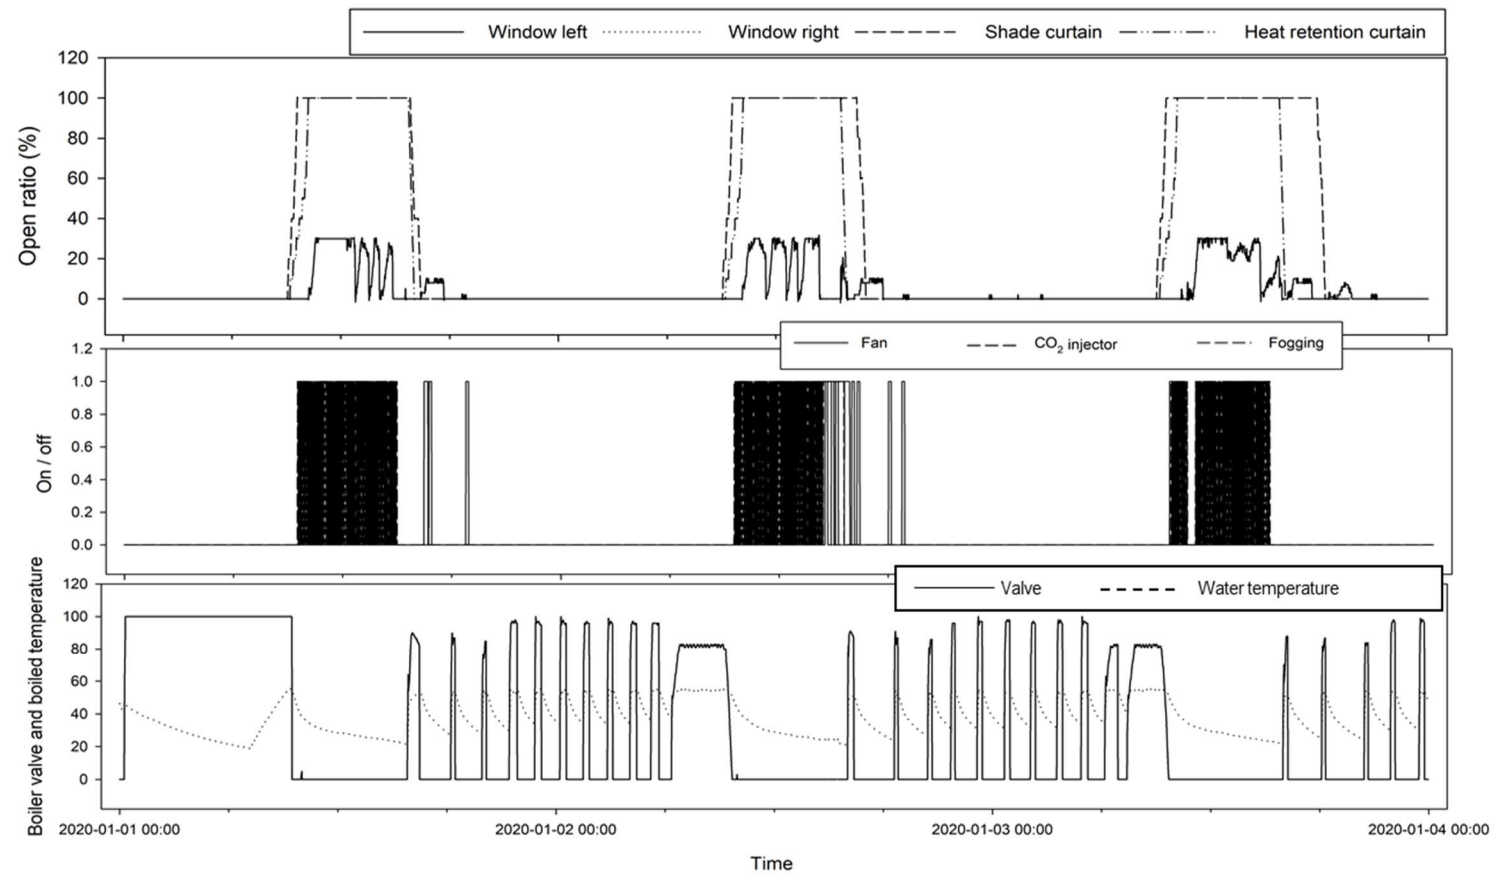 Window left Window right Shade curtain Heat retention curtain
Open ratio (%)
120
100
80
60
40
20
0
Fan CO2 injector Fogging
On / off
1.2
1.0
0.8
0.6
0.4
0.2
0.0
Valve Water temperature
Boiler valve and boiled temperature
120
100
80
60
40
20
0
2020-01-01 00:00 2020-01-02 00:00 2020-01-03 00:00 2020-01-04 00:00
Time